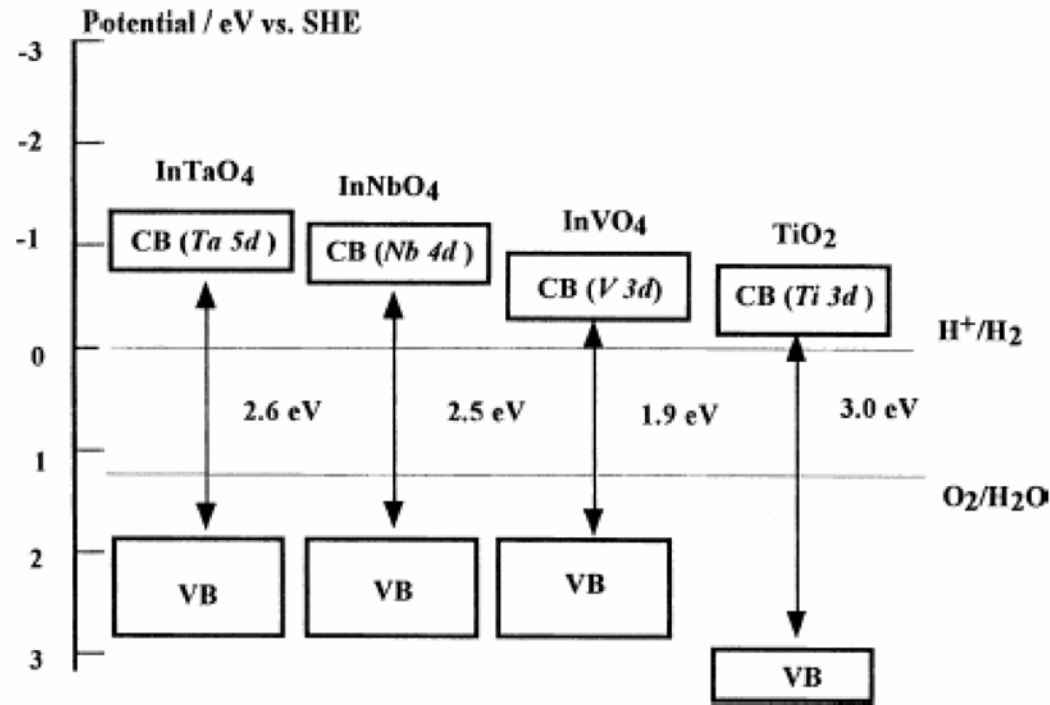 Potential / eV vs. SHE
-3
-2
InTaO4
InNbO4
InVO4
TiO2
-1
CB (Ta 5d )
CB (Nb 4d )
CB (V 3d)
CB (Ti 3d )
H+/H2
0
2.6 eV
2.5 eV
1.9 eV
3.0 eV
1
O2/H2O
2
VB
VB
VB
3
VB